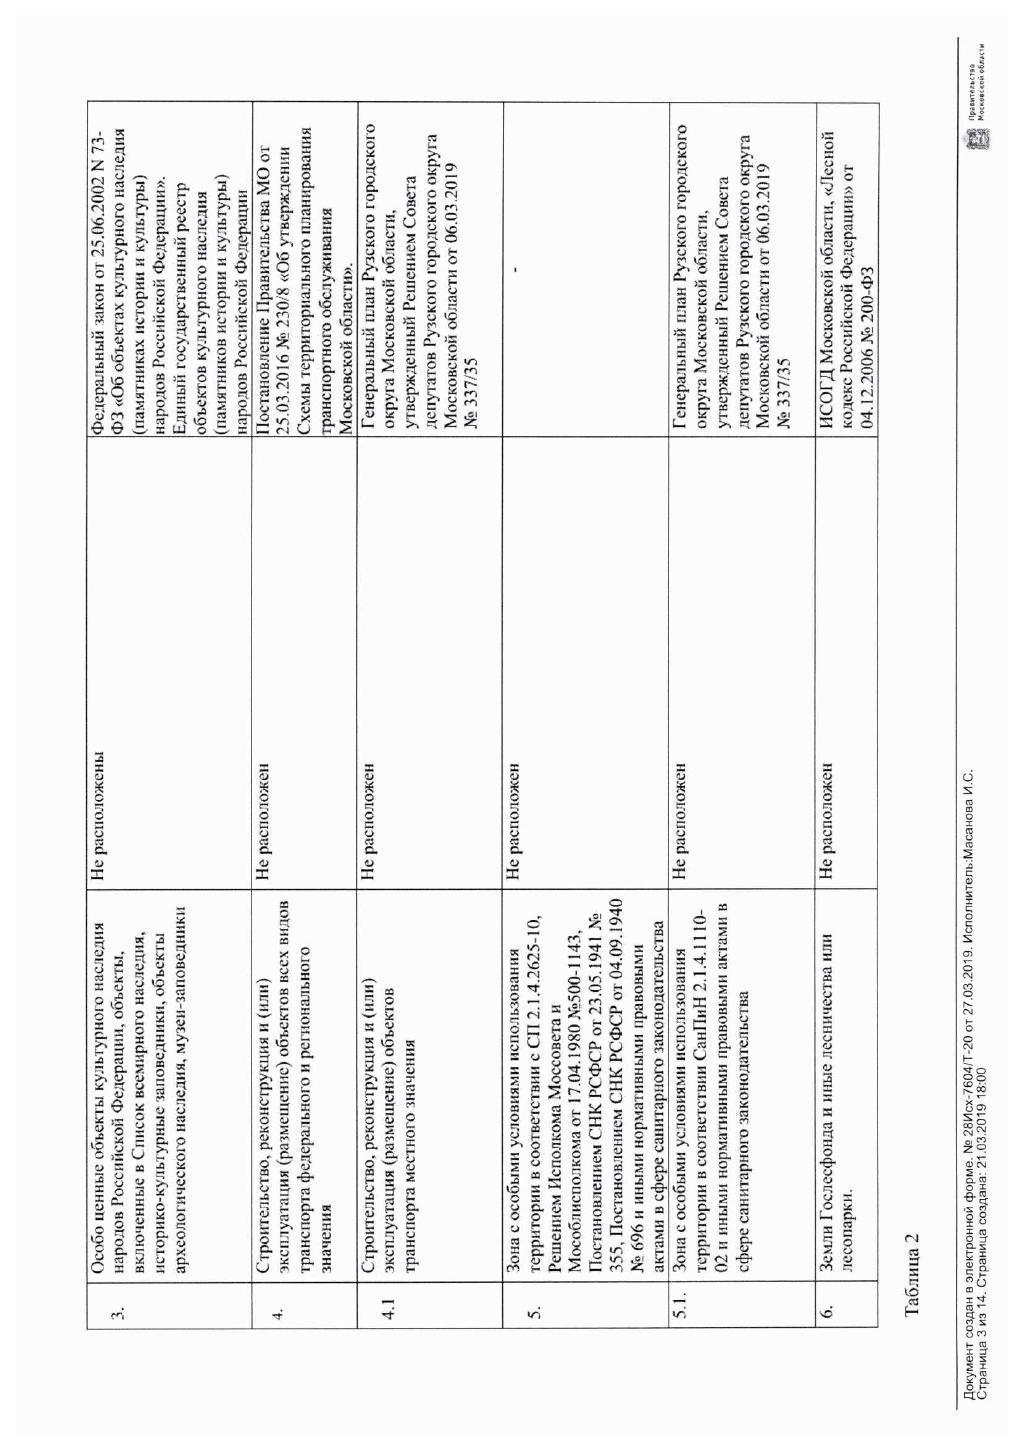 3.
Особо ценные объекты культурного наследия
народов Российской Федерации, объекты,
включенные в Список всемирного наследия,
историко-культурные заповедники, объекты
археологического наследия, музеи-заповедники
Не расположены
Федеральный закон от 25.06.2002 N 73-
ФЗ «Об объектах культурного наследия
(памятниках истории и культуры)
народов Российской Федерации».
Единый государственный реестр
объектов культурного наследия
(памятников истории и культуры)
народов Российской Федерации
4.
Строительство, реконструкция и (или)
эксплуатация (размещение) объектов всех видов
транспорта федерального и регионального
значения
Не расположен
Постановление Правительства МО от
25.03.2016 № 230/8 «Об утверждении
Схемы территориального планирования
транспортного обслуживания
Московской области».
4.1
Строительство, реконструкция и (или)
эксплуатация (размещение) объектов
транспорта местного значения
Не расположен
Генеральный план Рузского городского
округа Московской области,
утвержденный Решением Совета
депутатов Рузского городского округа
Московской области от 06.03.2019
№ 337/35
5.
Зона с особыми условиями использования
территории в соответствии с СП 2.1.4.2625-10,
Решением Исполкома Моссовета и
Мособлисполкома от 17.04.1980 №500-1143,
Постановлением СНК РСФСР от 23.05.1941 №
355, Постановлением СНК РСФСР от 04.09.1940
№ 696 и иными нормативными правовыми
актами в сфере санитарного законодательства
Не расположен
-
5.1.
Зона с особыми условиями использования
территории в соответствии СанПиН 2.1.4.1110-
02 и иными нормативными правовыми актами в
сфере санитарного законодательства
Не расположен
Генеральный план Рузского городского
округа Московской области,
утвержденный Решением Совета
депутатов Рузского городского округа
Московской области от 06.03.2019
№ 337/35
6.
Земли Гослесфонда и иные лесничества или
лесопарки.
Не расположен
ИСОГД Московской области, «Лесной
кодекс Российской Федерации» от
04.12.2006 № 200-ФЗ
Таблица 2
Документ создан в электронной форме. № 28Исх-7604/Т-20 от 27.03.2019. Исполнитель:Масанова И.С.
Страница 3 из 14. Страница создана: 21.03.2019 18:00
Правительство
Московской области